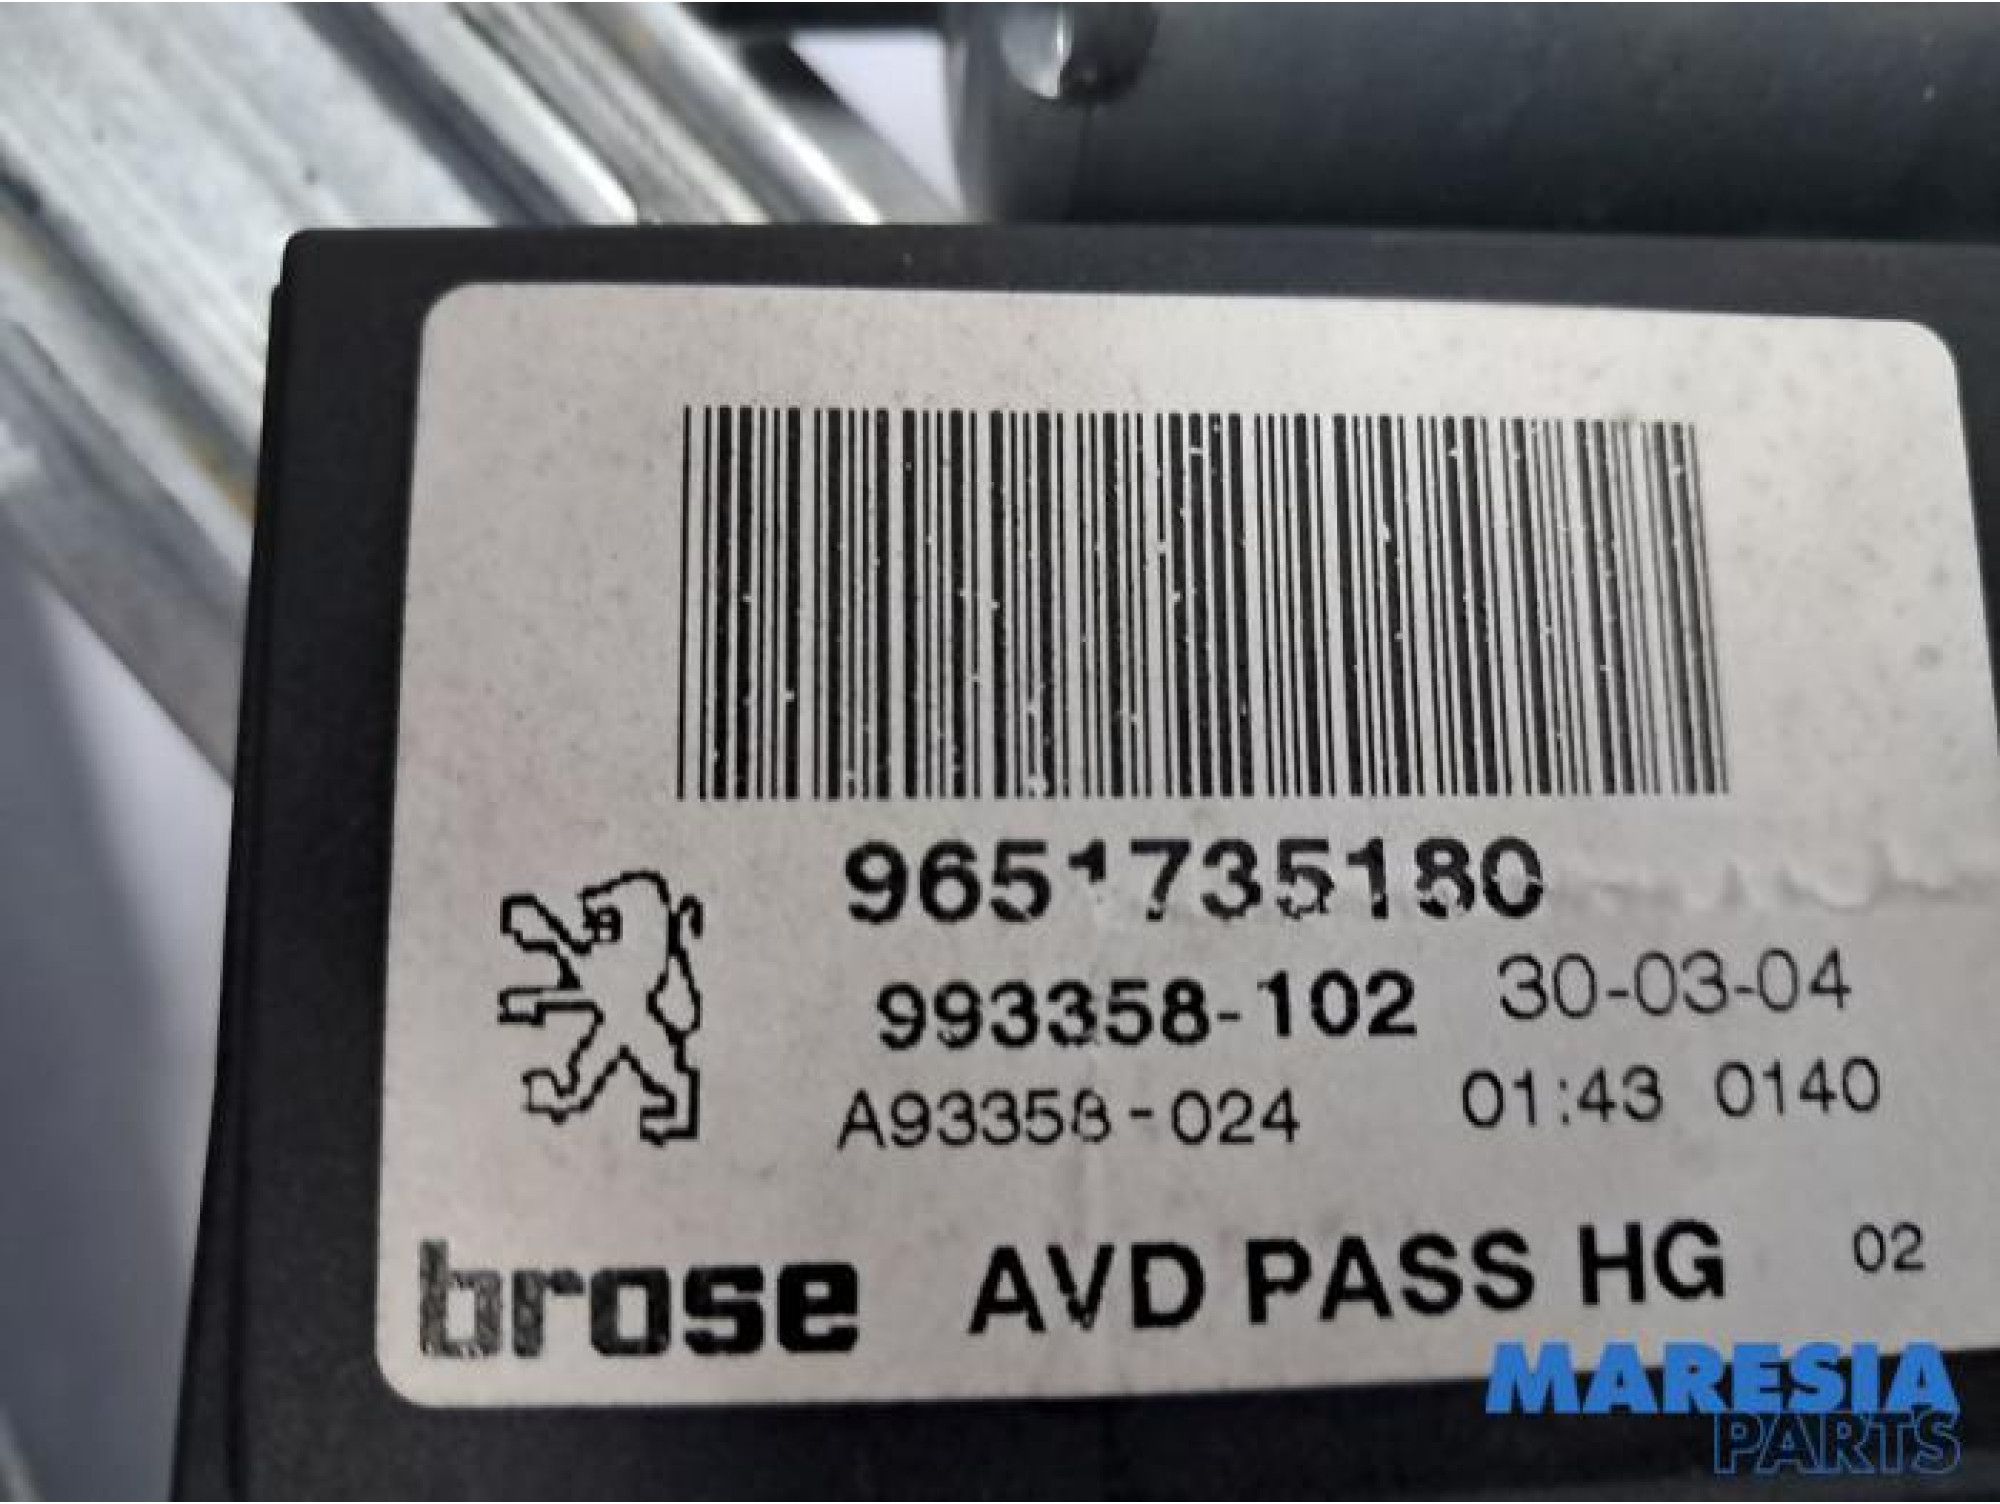 9651735180
993358-102 30-03-04
A93358-024 01:43 0140
brose AVD PASS HG 02
MARESIA
PARTS